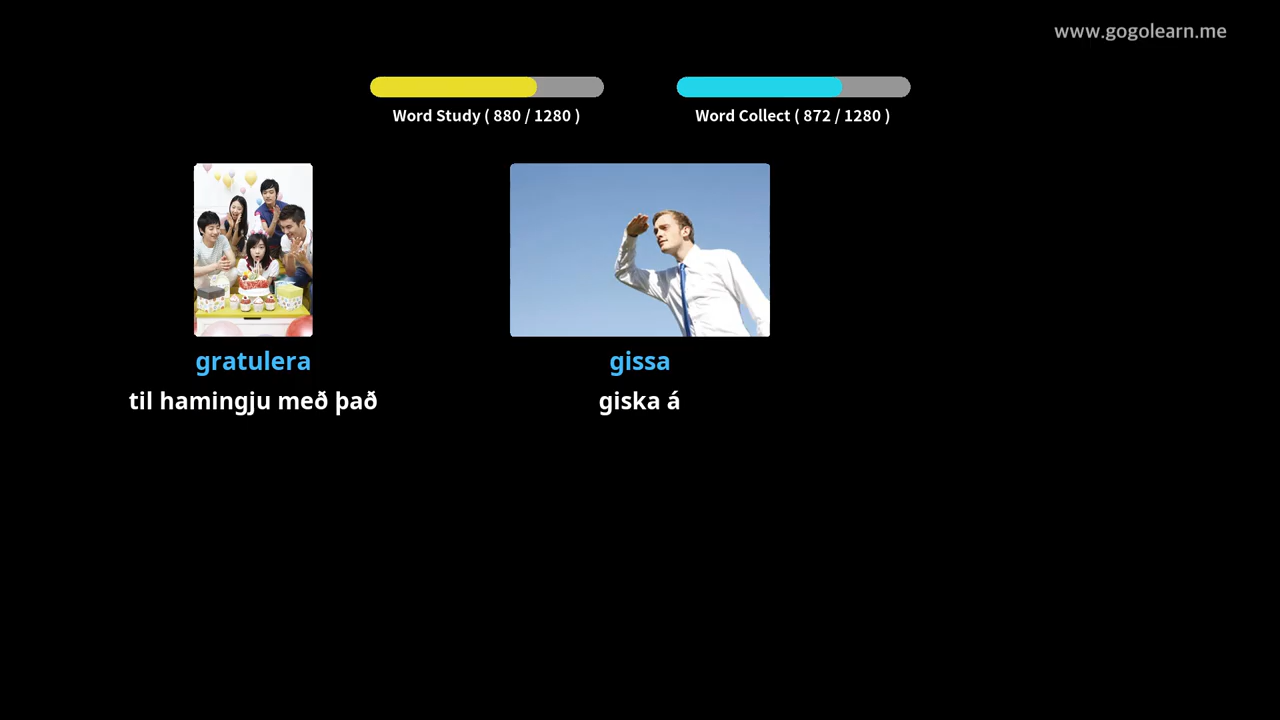 www.gogolearn.me
Word Study ( 880 / 1280 )
Word Collect ( 872 / 1280 )
gratulera
gissa
til hamingju með það
giska á